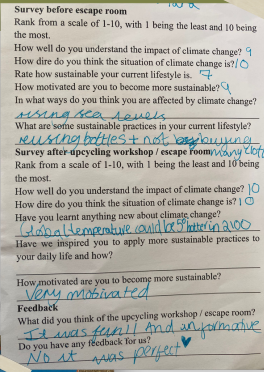 Survey before escape room
Rank from a scale of 1-10, with 1 being the least and 10 being
the most.
How well do you understand the impact of climate change? 9
How dire do you think the situation of climate change is? 10
Rate how sustainable your current lifestyle is. 7
How motivated are you to become more sustainable? 9
In what ways do you think you are affected by climate change?
rising sea levels
What are some sustainable practices in your current lifestyle?
reusing bottles + not buying
many
Survey after upcycling workshop / escape room
Rank from a scale of 1-10, with 1 being the least and 10 being
the most.
How well do you understand the impact of climate change? 10
How dire do you think the situation of climate change is? 10
Have you learnt anything new about climate change?
Global temperature could be 5° hotter in 2100
Have we inspired you to apply more sustainable practices to
your daily life and how?
How motivated are you to become more sustainable?
Very motivated
Feedback
What did you think of the upcycling workshop / escape room?
It was fun!! And informative
Do you have any feedback for us?
No it was perfect